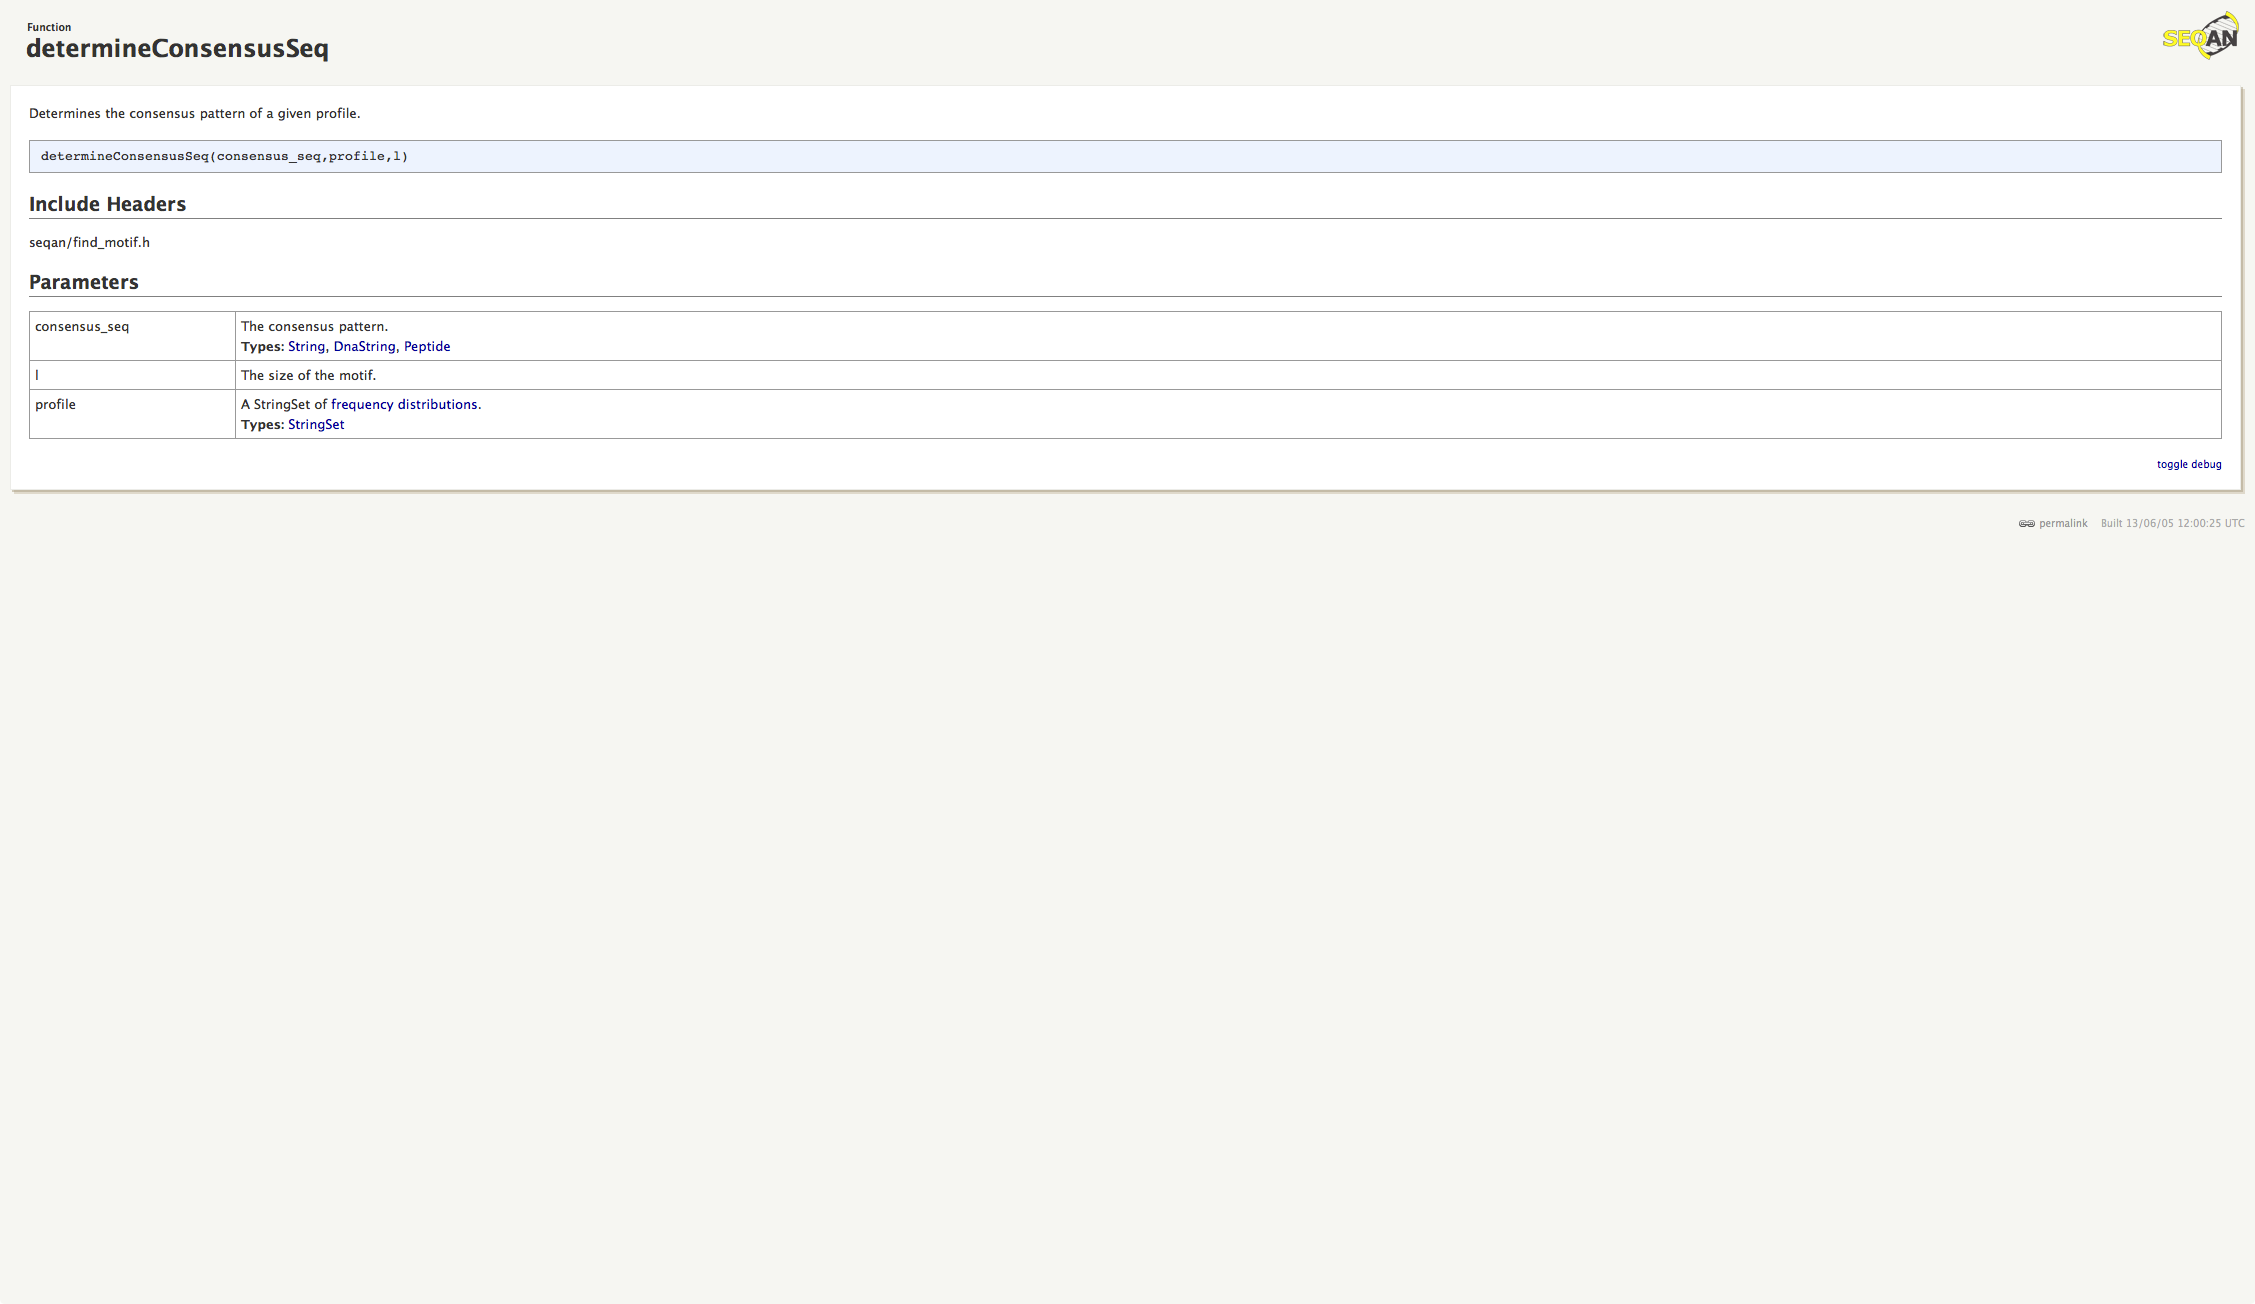 Function
determineConsensusSeq
SEQAN
Determines the consensus pattern of a given profile.
determineConsensusSeq(consensus_seq,profile,l)
Include Headers
seqan/find_motif.h
Parameters
consensus_seq
The consensus pattern.
Types: String, DnaString, Peptide
l
The size of the motif.
profile
A StringSet of frequency distributions.
Types: StringSet
toggle debug
permalink Built 13/06/05 12:00:25 UTC